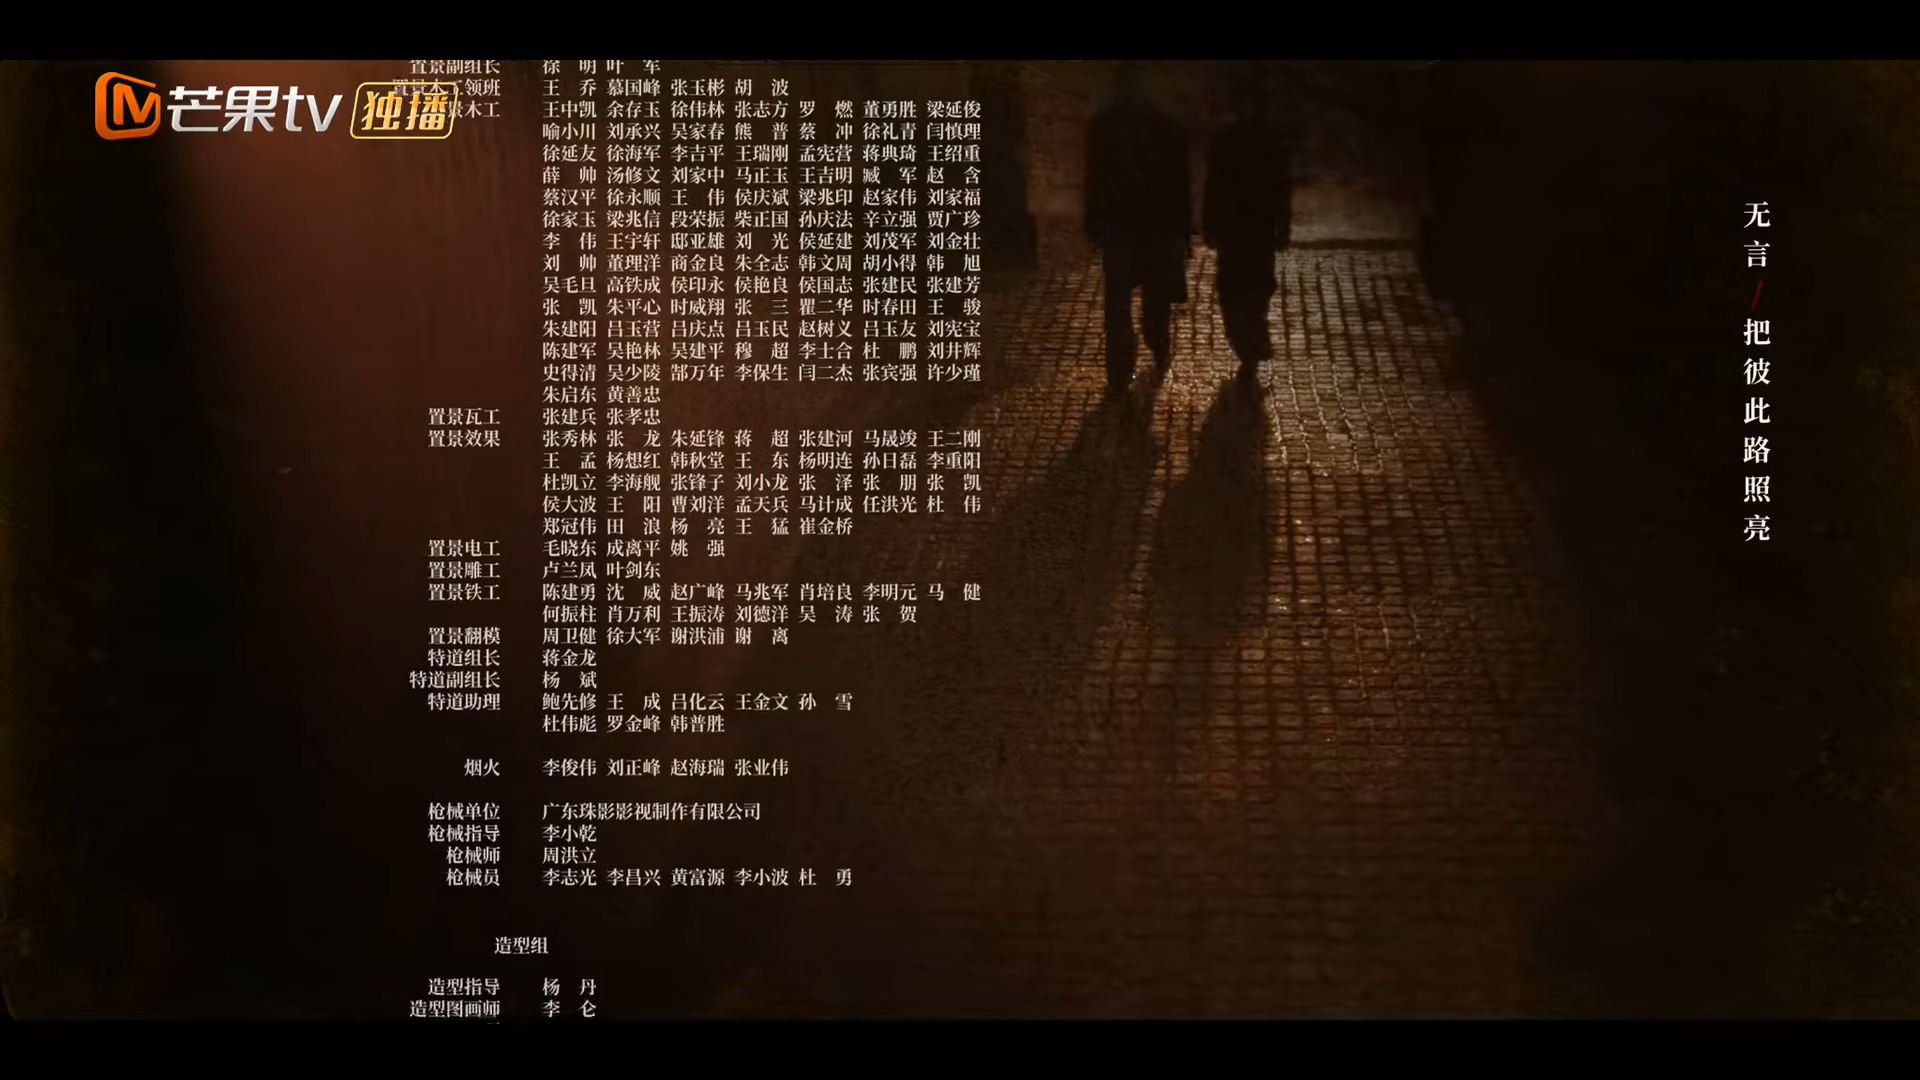 芒果tv 独播
置景副组长 徐 明 叶 军
领班 王 乔 慕国峰 张玉彬 胡 波
景木工 王中凯 余存玉 徐伟林 张志方 罗 燃 董勇胜 梁延俊
喻小川 刘承兴 吴家春 熊 普 蔡 冲 徐礼青 闫慎理
徐延友 徐海军 李吉平 王瑞刚 孟宪营 蒋典琦 王绍重
薛 帅 汤修文 刘家中 马正玉 王吉明 臧 军 赵 含
蔡汉平 徐永顺 王 伟 侯庆斌 梁兆印 赵家伟 刘家福
徐家玉 梁兆信 段荣振 柴正国 孙庆法 辛立强 贾广珍
李 伟 王宇轩 邸亚雄 刘 光 侯延建 刘茂军 刘金壮
刘 帅 董理洋 商金良 朱全志 韩文周 胡小得 韩 旭
吴毛旦 高铁成 侯印永 侯艳良 侯国志 张建民 张建芳
张 凯 朱平心 时威翔 张 三 瞿二华 时春田 王 骏
朱建阳 吕玉营 吕庆点 吕玉民 赵树义 吕玉友 刘宪宝
陈建军 吴艳林 吴建平 穆 超 李士合 杜 鹏 刘井辉
史得清 吴少陵 郜万年 李保生 闫二杰 张宾强 许少瑾
朱启东 黄善忠
置景瓦工 张建兵 张孝忠
置景效果 张秀林 张 龙 朱延锋 蒋 超 张建河 马晟竣 王二刚
王 孟 杨想红 韩秋堂 王 东 杨明连 孙日磊 李重阳
杜凯立 李海舰 张锋子 刘小龙 张 泽 张 朋 张 凯
侯大波 王 阳 曹刘洋 孟天兵 马计成 任洪光 杜 伟
郑冠伟 田 浪 杨 亮 王 猛 崔金桥
置景电工 毛晓东 成离平 姚 强
置景雕工 卢兰凤 叶剑东
置景铁工 陈建勇 沈 威 赵广峰 马兆军 肖培良 李明元 马 健
何振柱 肖万利 王振涛 刘德洋 吴 涛 张 贺
置景翻模 周卫健 徐大军 谢洪浦 谢 离
特道组长 蒋金龙
特道副组长 杨 斌
特道助理 鲍先修 王 成 吕化云 王金文 孙 雪
杜伟彪 罗金峰 韩普胜
烟火 李俊伟 刘正峰 赵海瑞 张业伟
枪械单位 广东珠影影视制作有限公司
枪械指导 李小乾
枪械师 周洪立
枪械员 李志光 李昌兴 黄富源 李小波 杜 勇
造型组
造型指导 杨 丹
造型图画师 李 仑
无言/把彼此路照亮